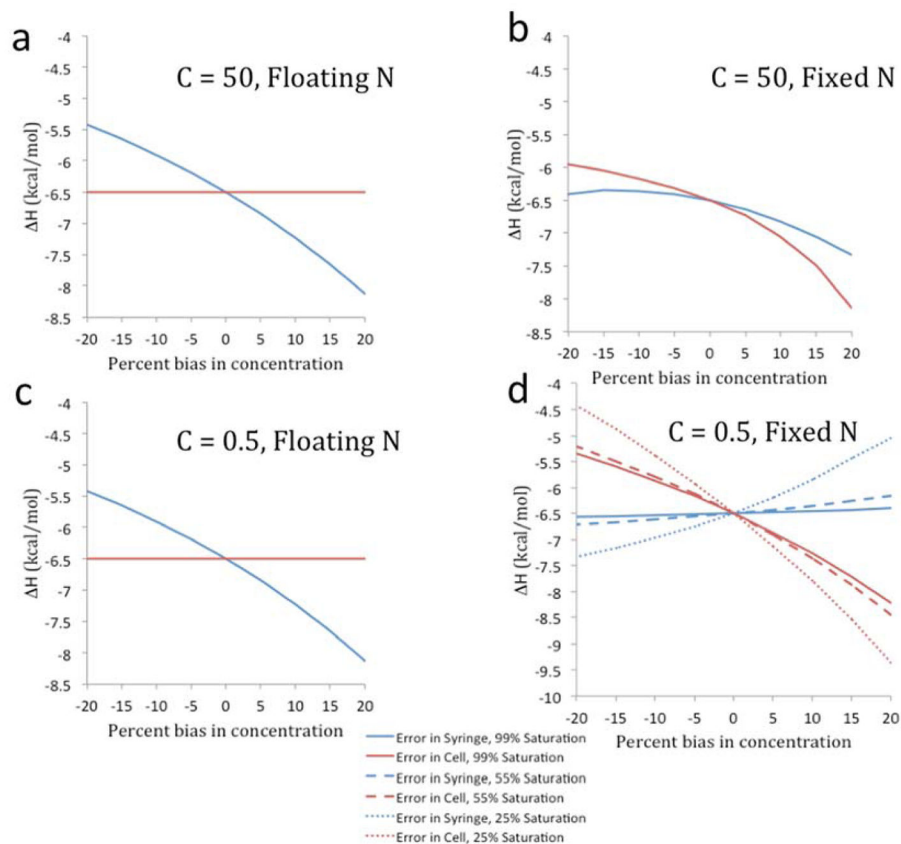 a
C = 50, Floating N
-4
-4.5
-5
-5.5
-6
-6.5
-7
-7.5
-8
-8.5
ΔH (kcal/mol)
-20 -15 -10 -5 0 5 10 15 20
Percent bias in concentration
b
C = 50, Fixed N
-4
-4.5
-5
-5.5
-6
-6.5
-7
-7.5
-8
-8.5
ΔH (kcal/mol)
-20 -15 -10 -5 0 5 10 15 20
Percent bias in concentration
c
C = 0.5, Floating N
-4
-4.5
-5
-5.5
-6
-6.5
-7
-7.5
-8
-8.5
ΔH (kcal/mol)
-20 -15 -10 -5 0 5 10 15 20
Percent bias in concentration
d
C = 0.5, Fixed N
-4
-4.5
-5
-5.5
-6
-6.5
-7
-7.5
-8
-8.5
-9
-9.5
-10
ΔH (kcal/mol)
-20 -15 -10 -5 0 5 10 15 20
Percent bias in concentration
Error in Syringe, 99% Saturation
Error in Cell, 99% Saturation
Error in Syringe, 55% Saturation
Error in Cell, 55% Saturation
Error in Syringe, 25% Saturation
Error in Cell, 25% Saturation